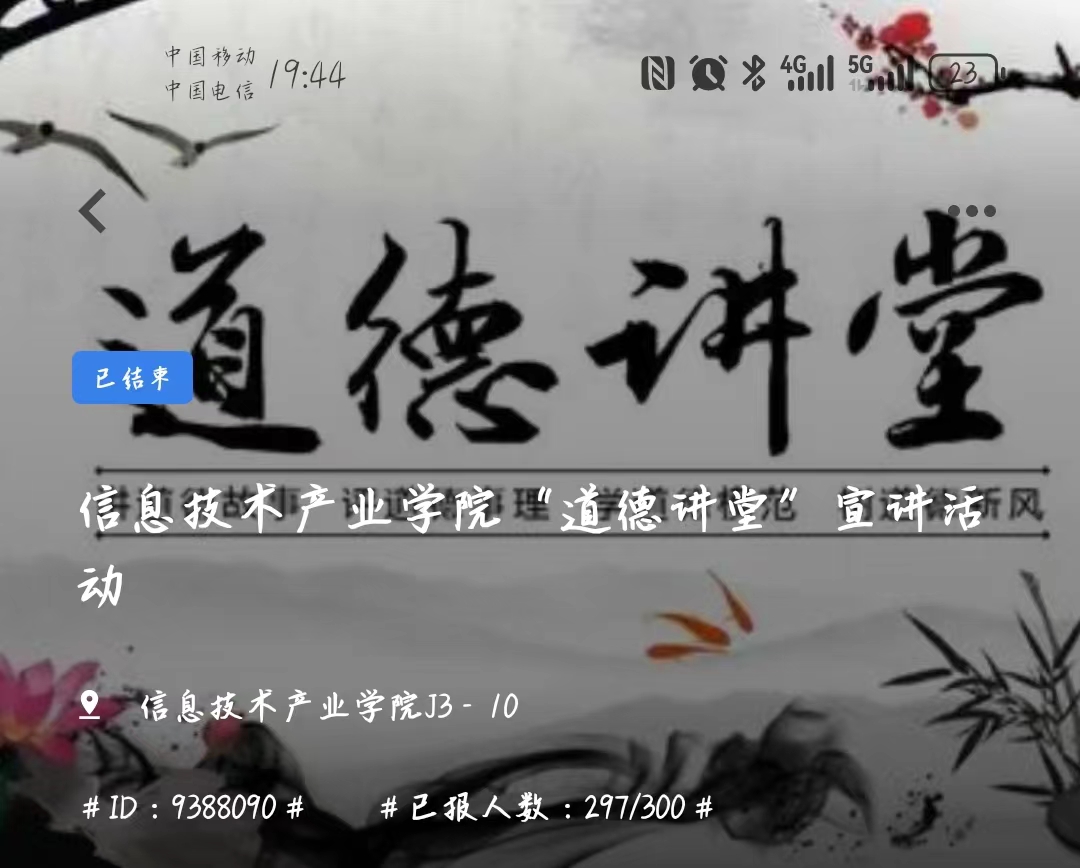 中国移动
中国电信
19:44
4G
5G
23
道德讲堂
已结束
信息技术产业学院“道德讲堂”宣讲活
动
信息技术产业学院J3-10
#ID:9388090#
#已报人数:297/300#